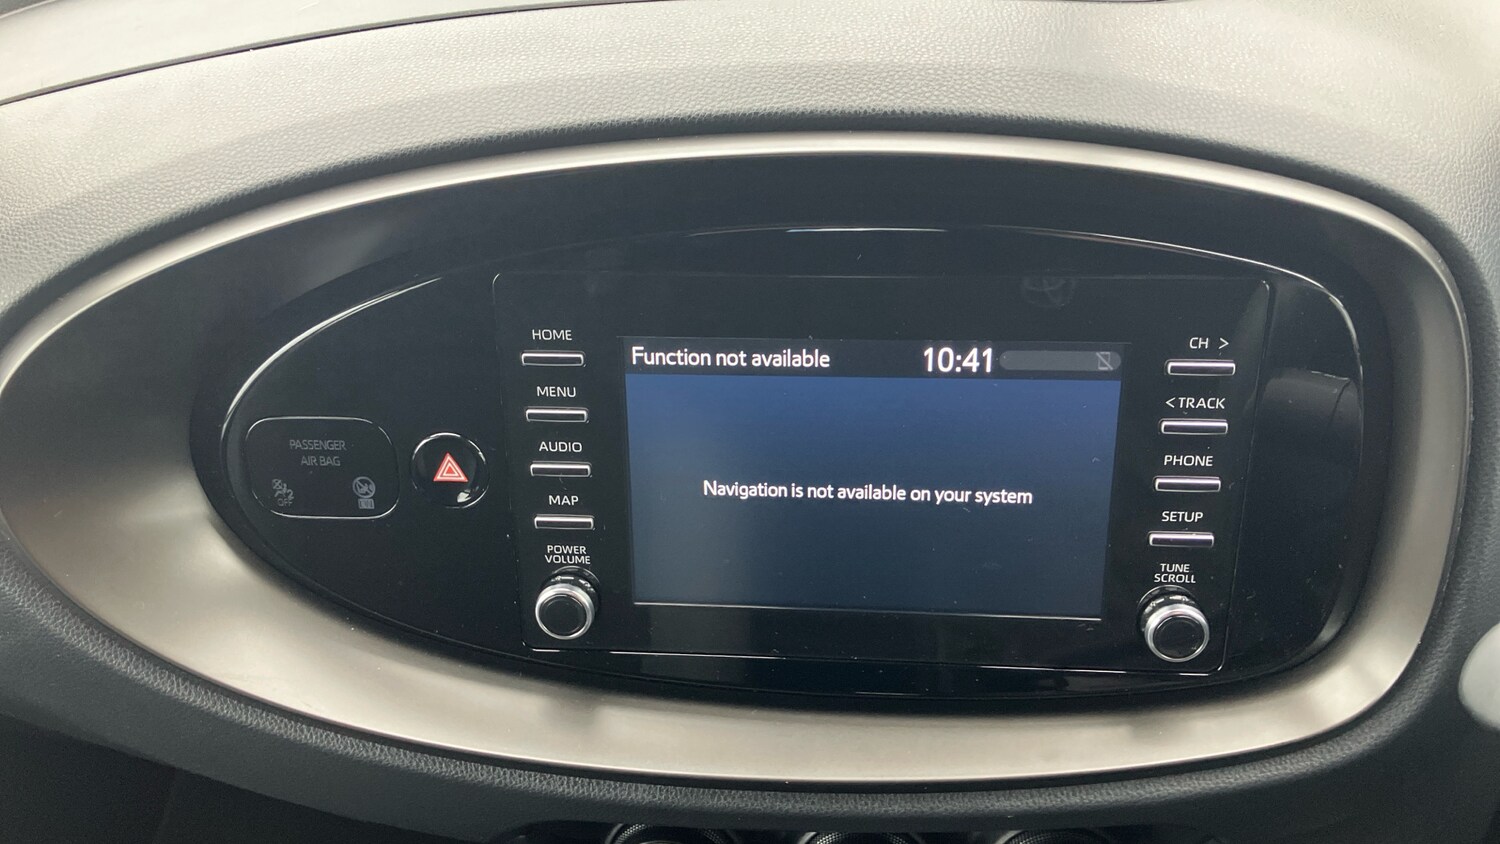 HOME
MENU
AUDIO
MAP
POWER
VOLUME
PASSENGER
AIR BAG
OFF
Function not available 10:41
Navigation is not available on your system
CH >
< TRACK
PHONE
SETUP
TUNE
SCROLL